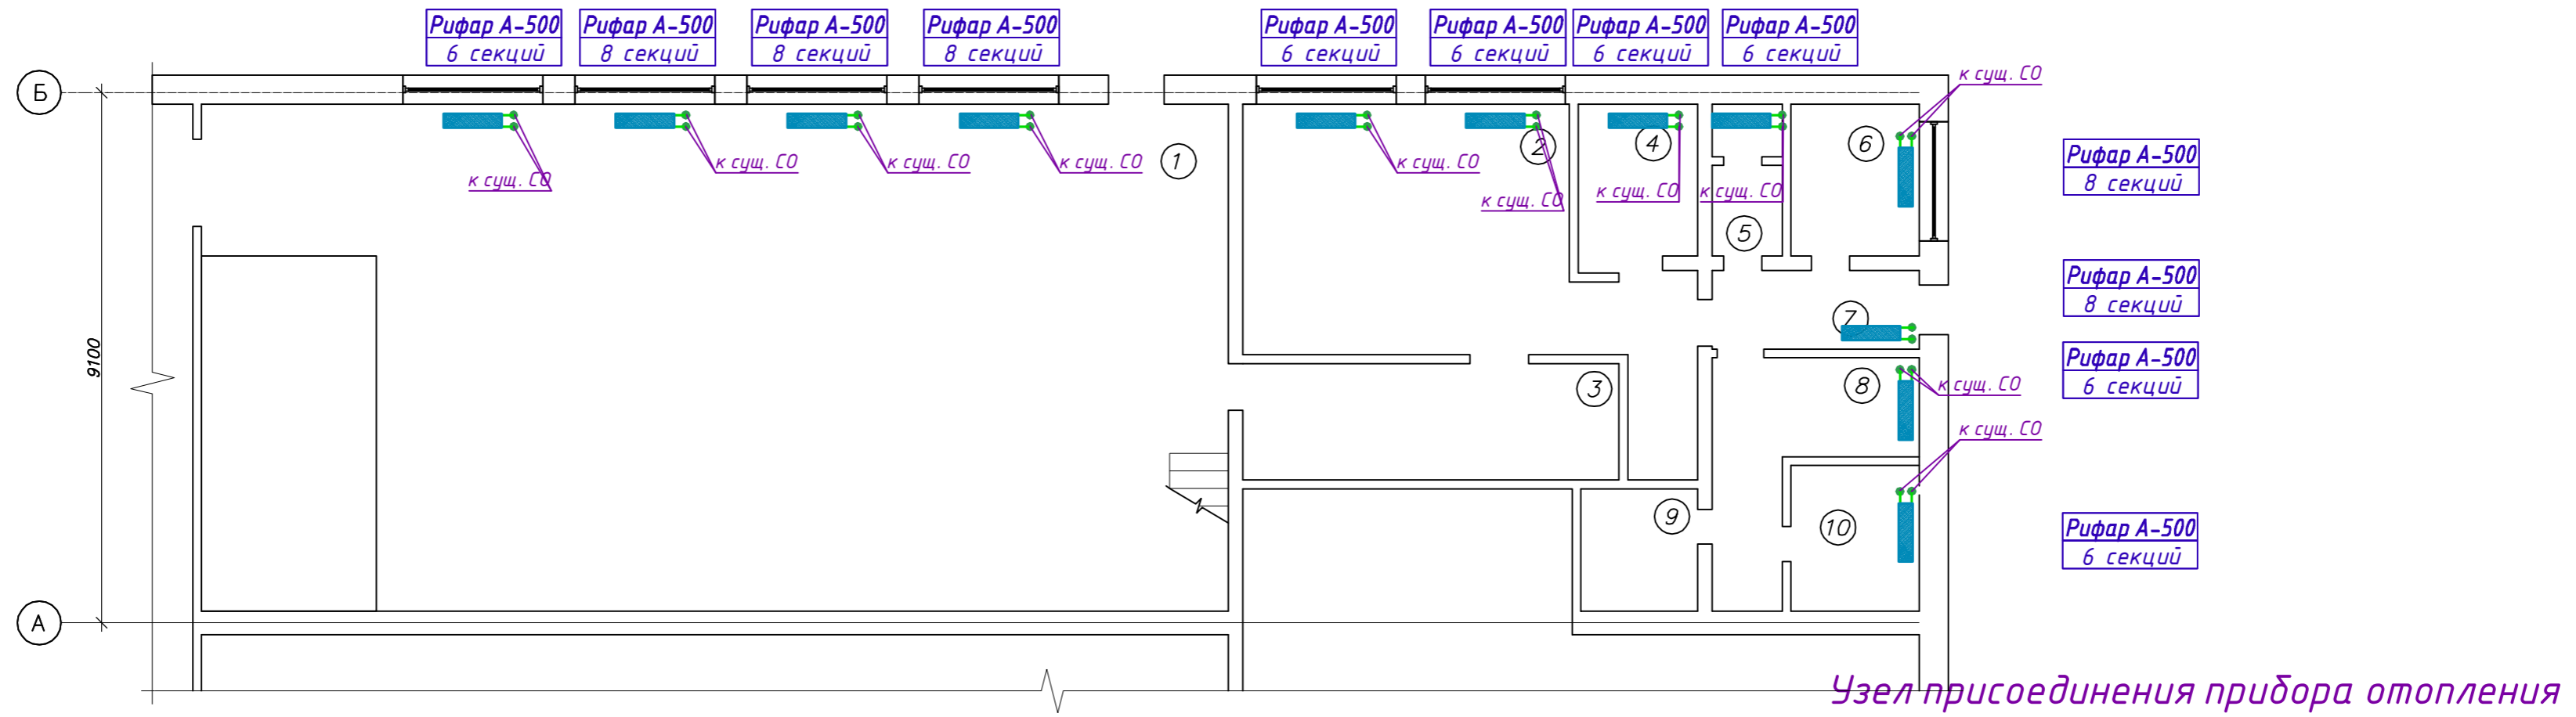 Рифар А-500
6 секций
Рифар А-500
8 секций
Рифар А-500
8 секций
Рифар А-500
8 секций
Рифар А-500
6 секций
Рифар А-500
6 секций
Рифар А-500
6 секций
Рифар А-500
6 секций
Б
к сущ. СО
к сущ. СО
к сущ. СО
к сущ. СО
к сущ. СО
1
к сущ. СО
2
к сущ. СО
4
к сущ. СО
к сущ. СО
5
6
Рифар А-500
8 секций
Рифар А-500
8 секций
7
9100
Рифар А-500
6 секций
3
8
к сущ. СО
к сущ. СО
9
10
Рифар А-500
6 секций
А
Узел присоединения прибора отопления